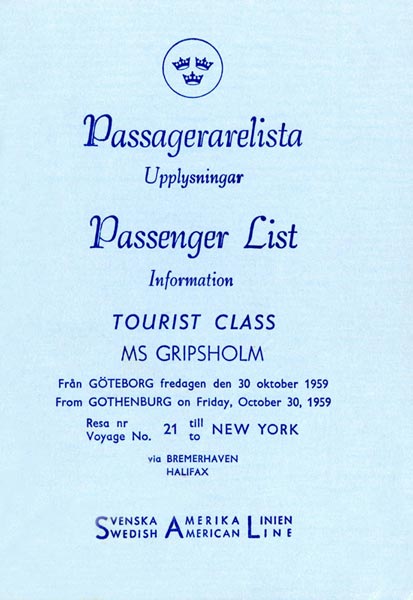 Passagerarelista
Upplysningar
Passenger List
Information
TOURIST CLASS
MS GRIPSHOLM
Från GÖTEBORG fredagen den 30 oktober 1959
From GOTHENBURG on Friday, October 30, 1959
Resa nr 21 till NEW YORK
Voyage No. to
via BREMERHAVEN
HALIFAX
SVENSKA AMERIKA LINIEN
SWEDISH AMERICAN LINE